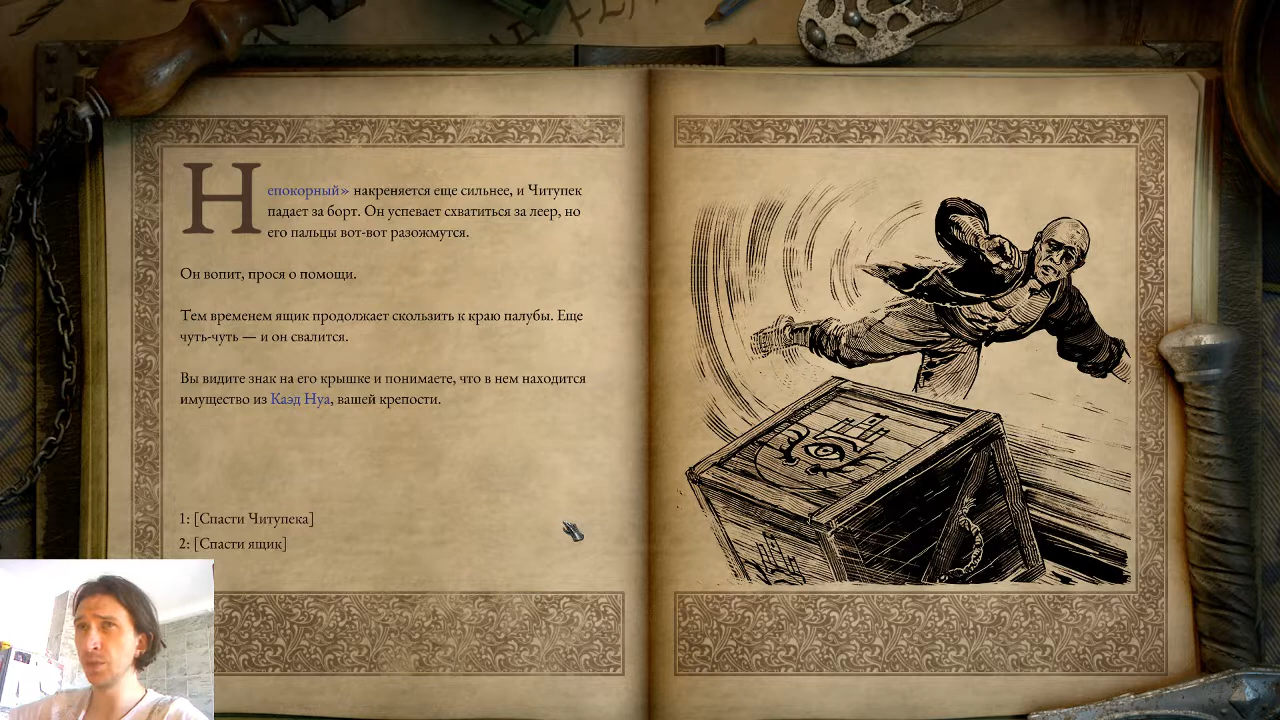 Непокорный» накреняется еще сильнее, и Читупек
падает за борт. Он успевает схватиться за леер, но
его пальцы вот-вот разожмутся.
Он вопит, прося о помощи.
Тем временем ящик продолжает скользить к краю палубы. Еще
чуть-чуть — и он свалится.
Вы видите знак на его крышке и понимаете, что в нем находится
имущество из Каэд Нуа, вашей крепости.
1: [Спасти Читупека]
2: [Спасти ящик]